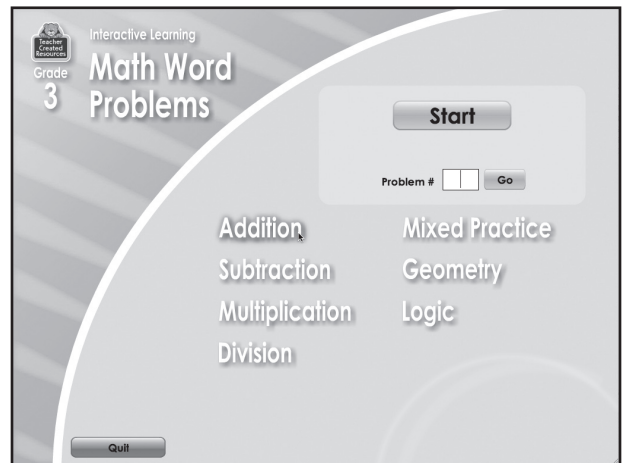 Teacher
Created
Resources
Grade
3
Interactive Learning
Math Word
Problems
Start
Problem # Go
Addition
Subtraction
Multiplication
Division
Mixed Practice
Geometry
Logic
Quit